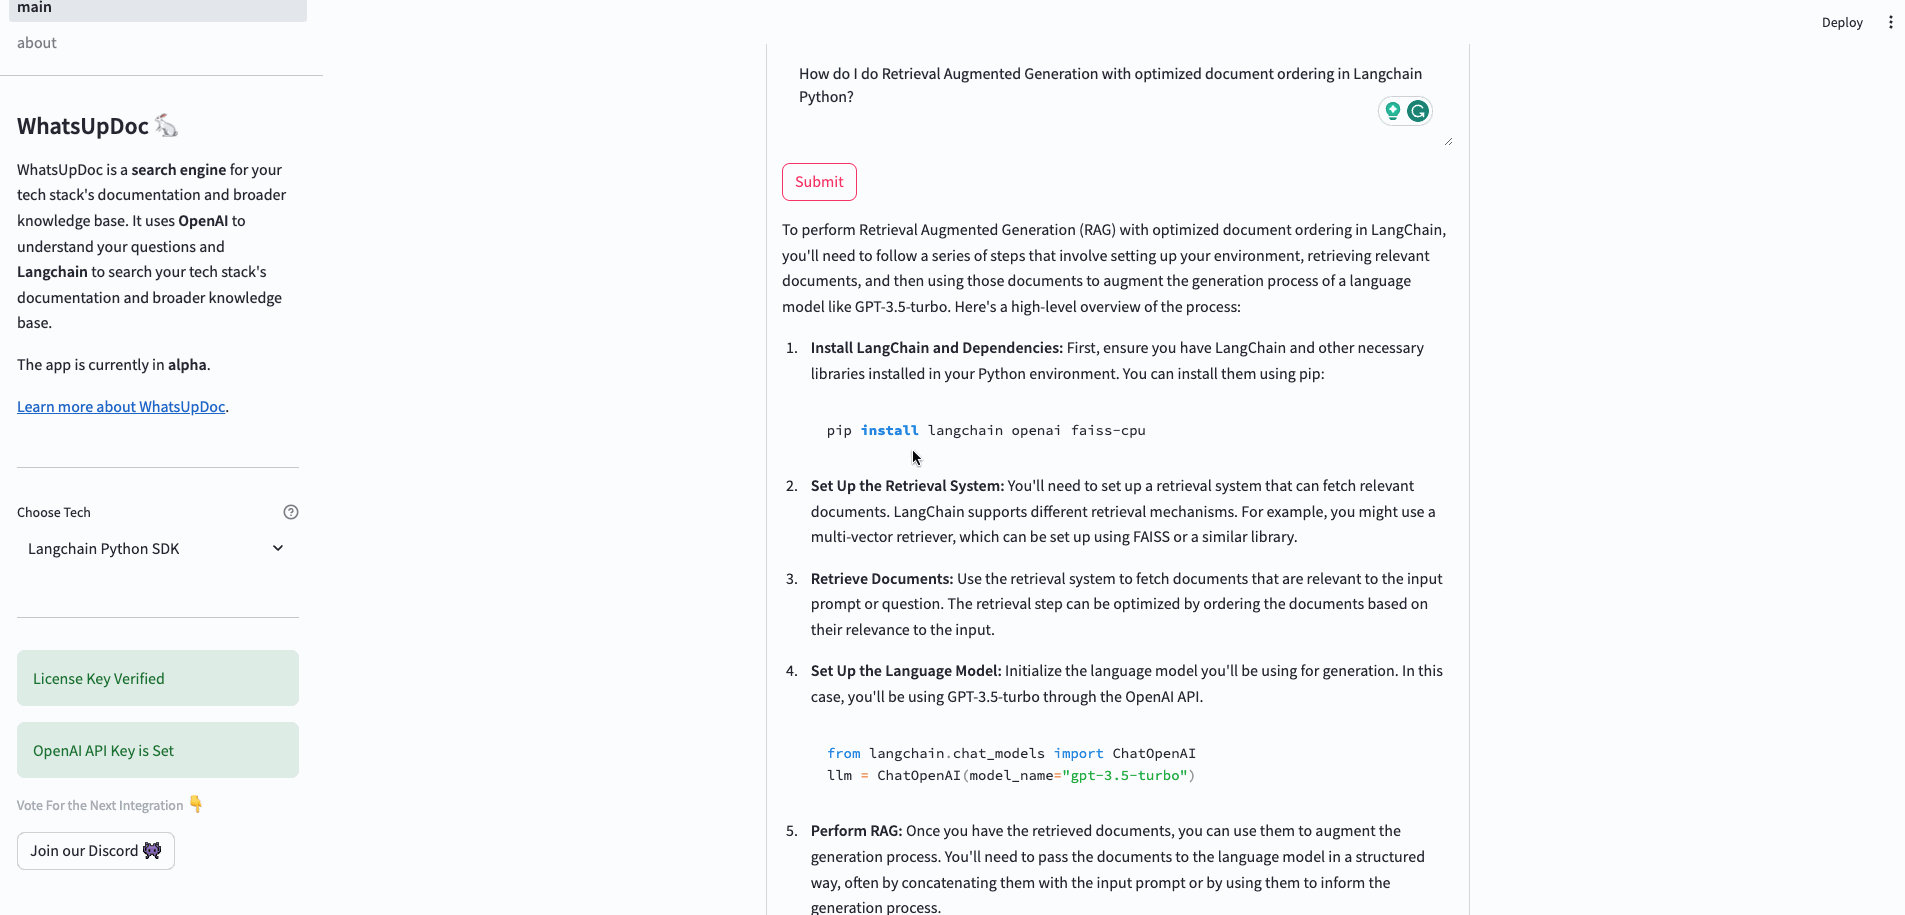 main
about
WhatsUpDoc 🐇
WhatsUpDoc is a search engine for your
tech stack's documentation and broader
knowledge base. It uses OpenAI to
understand your questions and
Langchain to search your tech stack's
documentation and broader knowledge
base.
The app is currently in alpha.
Learn more about WhatsUpDoc.
Choose Tech
Langchain Python SDK
License Key Verified
OpenAI API Key is Set
Vote For the Next Integration 👇
Join our Discord 👾
Deploy
How do I do Retrieval Augmented Generation with optimized document ordering in Langchain
Python?
Submit
To perform Retrieval Augmented Generation (RAG) with optimized document ordering in LangChain,
you'll need to follow a series of steps that involve setting up your environment, retrieving relevant
documents, and then using those documents to augment the generation process of a language
model like GPT-3.5-turbo. Here's a high-level overview of the process:
1. Install LangChain and Dependencies: First, ensure you have LangChain and other necessary
libraries installed in your Python environment. You can install them using pip:
pip install langchain openai faiss-cpu
2. Set Up the Retrieval System: You'll need to set up a retrieval system that can fetch relevant
documents. LangChain supports different retrieval mechanisms. For example, you might use a
multi-vector retriever, which can be set up using FAISS or a similar library.
3. Retrieve Documents: Use the retrieval system to fetch documents that are relevant to the input
prompt or question. The retrieval step can be optimized by ordering the documents based on
their relevance to the input.
4. Set Up the Language Model: Initialize the language model you'll be using for generation. In this
case, you'll be using GPT-3.5-turbo through the OpenAI API.
from langchain.chat_models import ChatOpenAI
llm = ChatOpenAI(model_name="gpt-3.5-turbo")
5. Perform RAG: Once you have the retrieved documents, you can use them to augment the
generation process. You'll need to pass the documents to the language model in a structured
way, often by concatenating them with the input prompt or by using them to inform the
generation process.